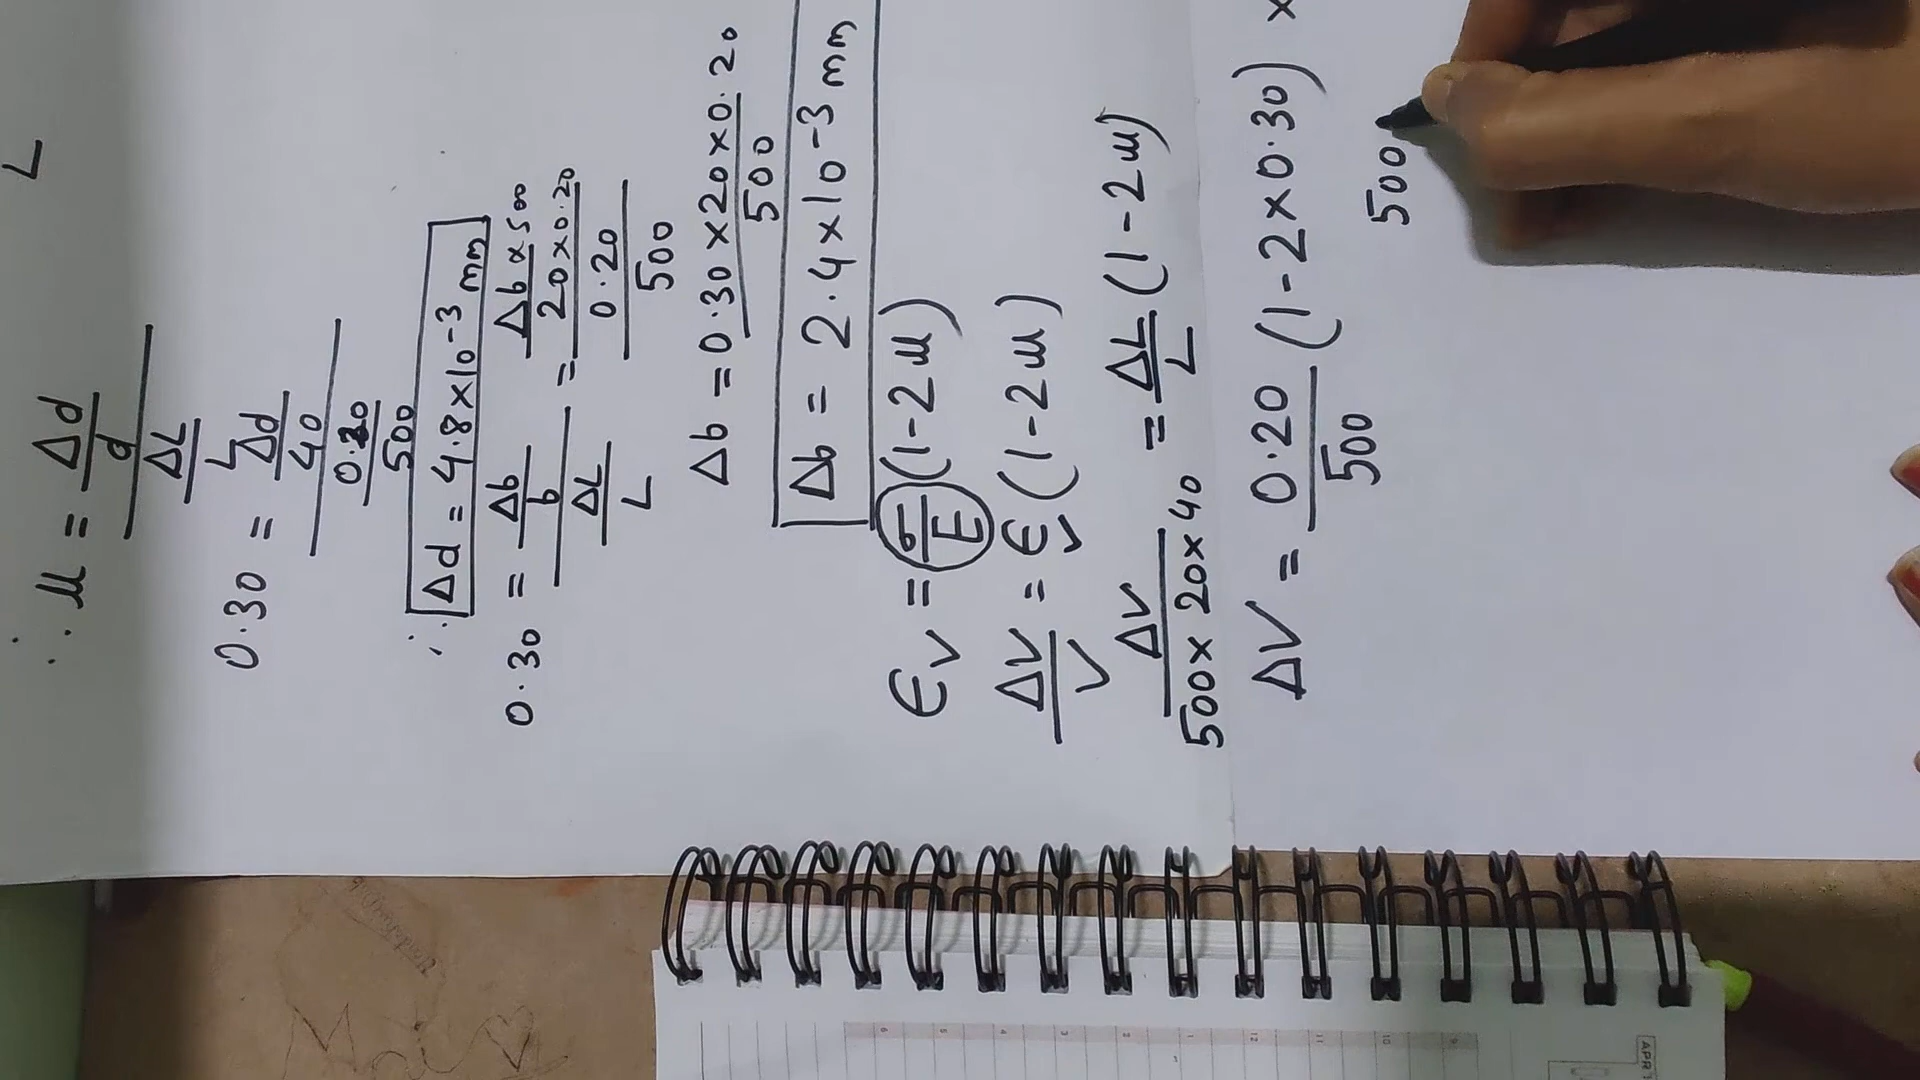 L
∴ μ = Δd
d
ΔL
L
0.30 = Δd
40
0.20
500
∴ Δd = 4.8×10⁻³ mm
0.30 = Δb = Δb × 500
b 20×0.20
ΔL 0.20
L 500
Δb = 0.30×20×0.20
500
Δb = 2.4×10⁻³ mm
ϵv = σ/E (1-2μ)
ΔV/V = ϵ (1-2μ)
ΔV = ΔL/L (1-2μ)
500×20×40
ΔV = 0.20 (1-2×0.30) ×
500
500